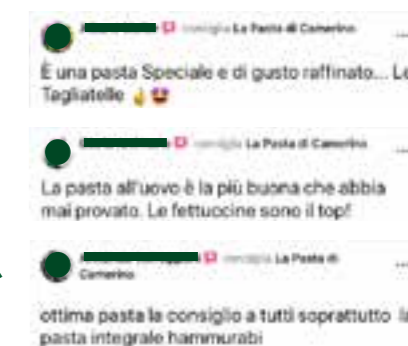 consiglia La Pasta di Camerino
È una pasta Speciale e di gusto raffinato... Le
Tagliatelle
consiglia La Pasta di Camerino
La pasta all'uovo è la più buona che abbia
mai provato. Le fettuccine sono il top!
consiglia La Pasta di
Camerino
ottima pasta la consiglio a tutti soprattutto la
pasta integrale hammurabi